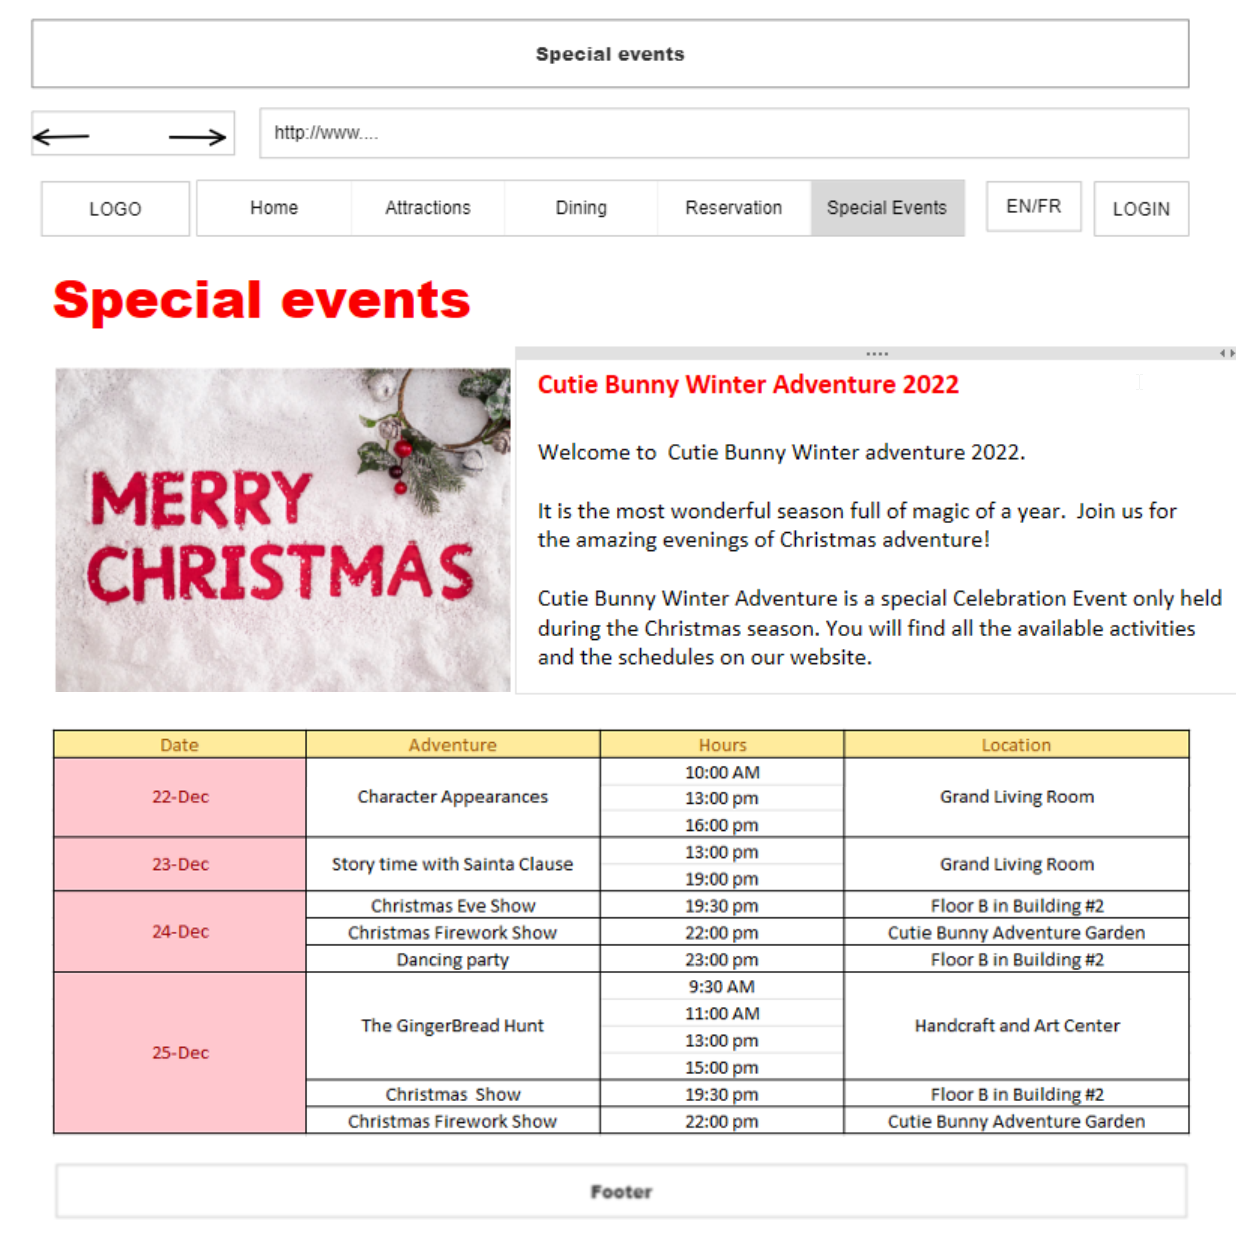 Special events
http://www....
LOGO Home Attractions Dining Reservation Special Events EN/FR LOGIN
Special events
MERRY
CHRISTMAS
Cutie Bunny Winter Adventure 2022
Welcome to  Cutie Bunny Winter adventure 2022.
It is the most wonderful season full of magic of a year.  Join us for
the amazing evenings of Christmas adventure!
Cutie Bunny Winter Adventure is a special Celebration Event only held
during the Christmas season. You will find all the available activities
and the schedules on our website.
Date Adventure Hours Location
22-Dec Character Appearances 10:00 AM Grand Living Room
13:00 pm
16:00 pm
23-Dec Story time with Sainta Clause 13:00 pm Grand Living Room
19:00 pm
24-Dec Christmas Eve Show 19:30 pm Floor B in Building #2
Christmas Firework Show 22:00 pm Cutie Bunny Adventure Garden
Dancing party 23:00 pm Floor B in Building #2
25-Dec The GingerBread Hunt 9:30 AM Handcraft and Art Center
11:00 AM
13:00 pm
15:00 pm
Christmas  Show 19:30 pm Floor B in Building #2
Christmas Firework Show 22:00 pm Cutie Bunny Adventure Garden
Footer